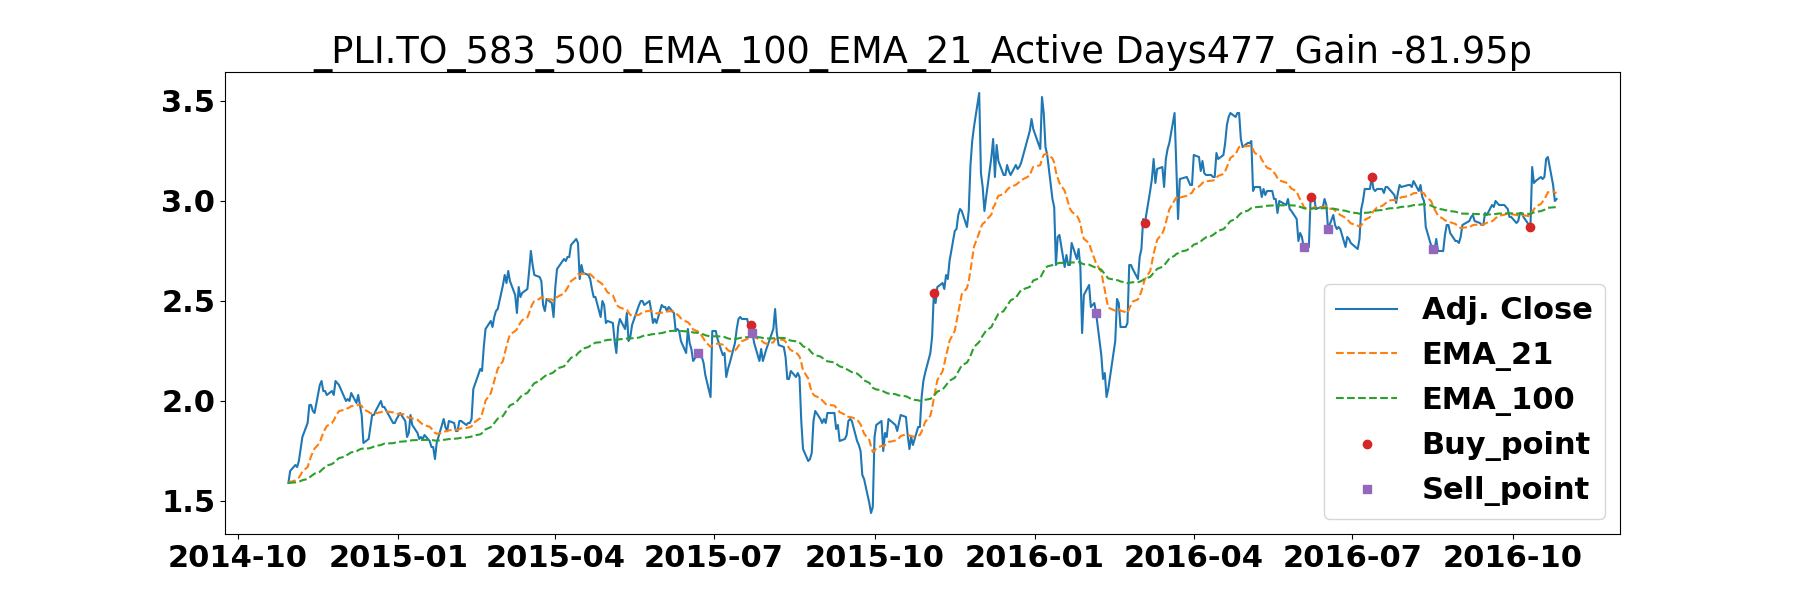 _PLI.TO_583_500_EMA_100_EMA_21_Active Days477_Gain -81.95p
3.5
3.0
2.5
2.0
1.5
2014-10 2015-01 2015-04 2015-07 2015-10 2016-01 2016-04 2016-07 2016-10
Adj. Close
EMA_21
EMA_100
Buy_point
Sell_point